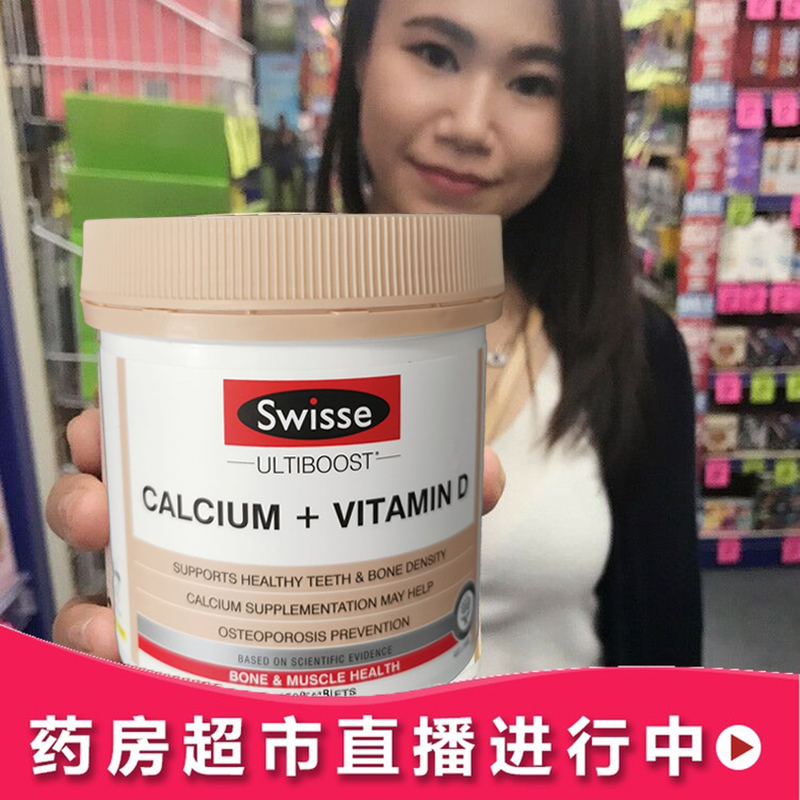 Swisse
ULTIBOOST
CALCIUM + VITAMIN D
SUPPORTS HEALTHY TEETH & BONE DENSITY
CALCIUM SUPPLEMENTATION MAY HELP
OSTEOPOROSIS PREVENTION
BASED ON SCIENTIFIC EVIDENCE
BONE & MUSCLE HEALTH
药房超市直播进行中